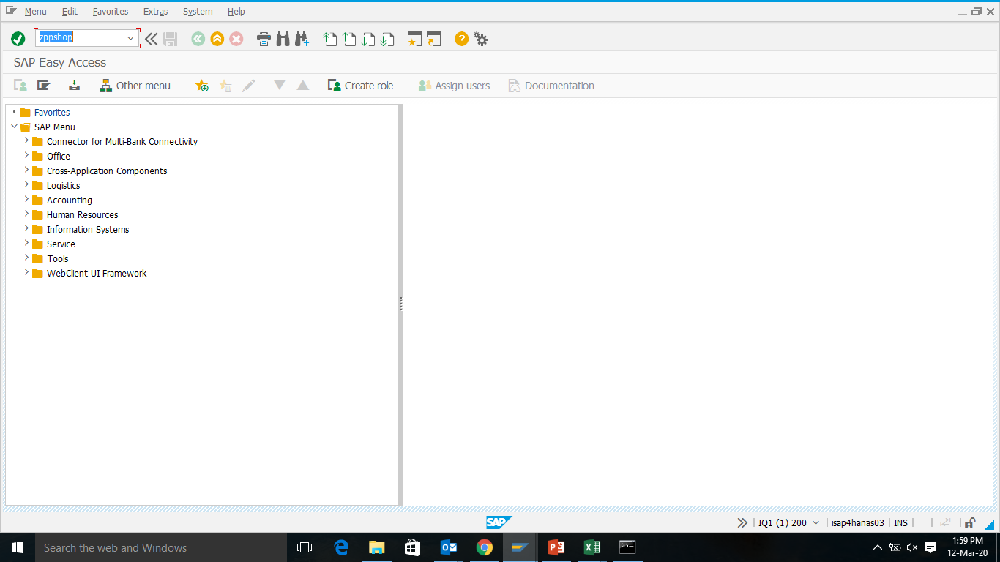 Menu Edit Favorites Extras System Help
zppshop
SAP Easy Access
Other menu Create role Assign users Documentation
Favorites
SAP Menu
Connector for Multi-Bank Connectivity
Office
Cross-Application Components
Logistics
Accounting
Human Resources
Information Systems
Service
Tools
WebClient UI Framework
SAP IQ1 (1) 200 isap4hanas03 INS
Search the web and Windows
1:59 PM
12-Mar-20